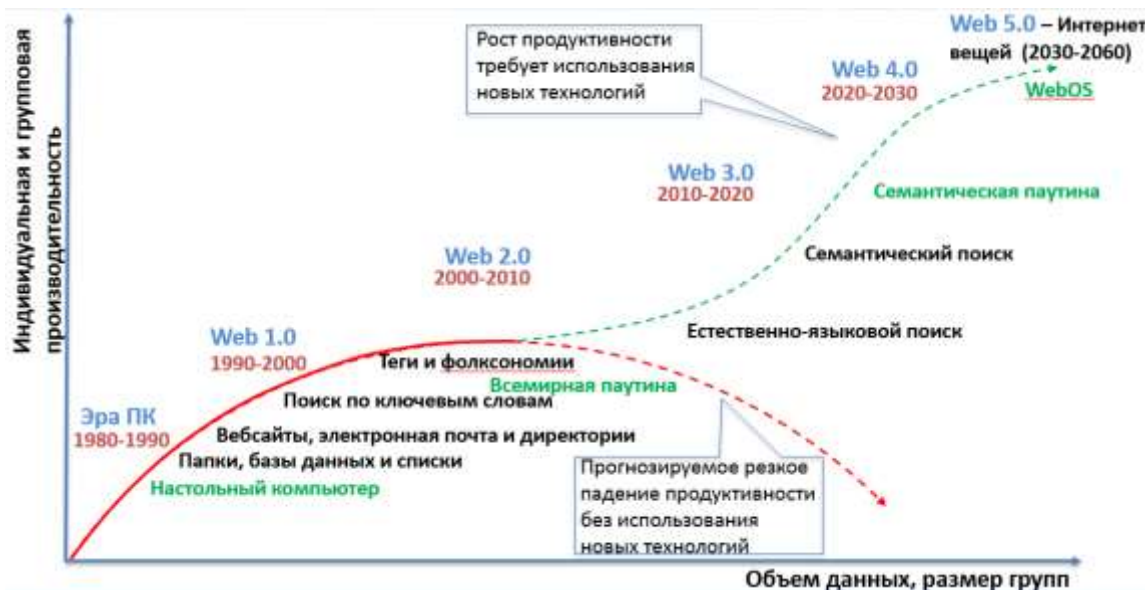 Индивидуальная и групповая
производительность
Рост продуктивности
требует использования
новых технологий
Web 5.0 – Интернет
вещей (2030-2060)
WebOS
Web 4.0
2020-2030
Web 3.0
2010-2020
Семантическая паутина
Web 2.0
2000-2010
Семантический поиск
Web 1.0
1990-2000
Естественно-языковой поиск
Теги и фолксономии
Всемирная паутина
Поиск по ключевым словам
Эра ПК
1980-1990
Вебсайты, электронная почта и директории
Папки, базы данных и списки
Настольный компьютер
Прогнозируемое резкое
падение продуктивности
без использования
новых технологий
Объем данных, размер групп